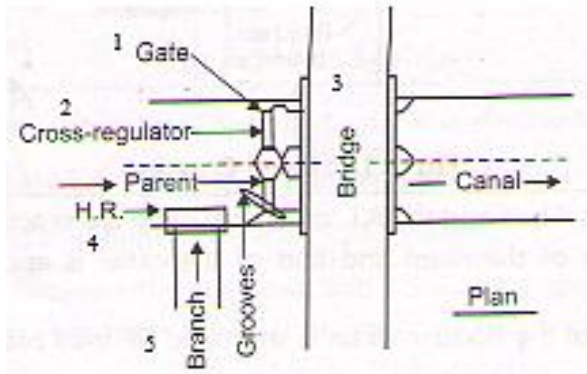 1
Gate
2
Cross-regulator
3
Bridge
Parent
Canal
H.R.
4
5
Branch
Grooves
Plan